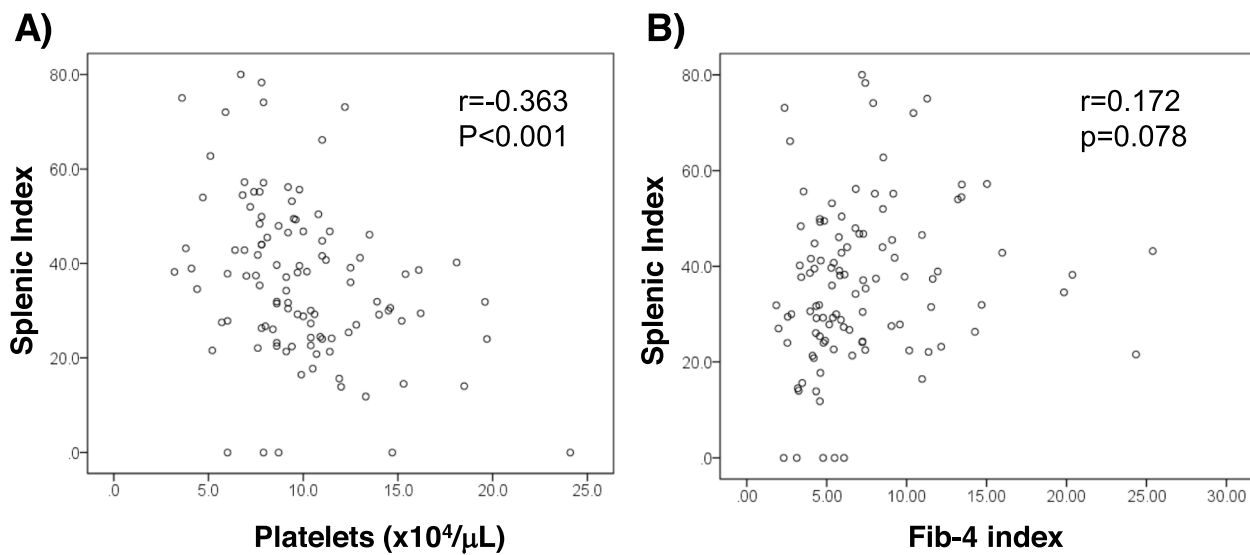 A)
80.0
60.0
40.0
20.0
.0
Splenic Index
r=-0.363
P<0.001
.0 5.0 10.0 15.0 20.0 25.0
Platelets (x10⁴/μL)
B)
80.0
60.0
40.0
20.0
.0
Splenic Index
r=0.172
p=0.078
.00 5.00 10.00 15.00 20.00 25.00 30.00
Fib-4 index